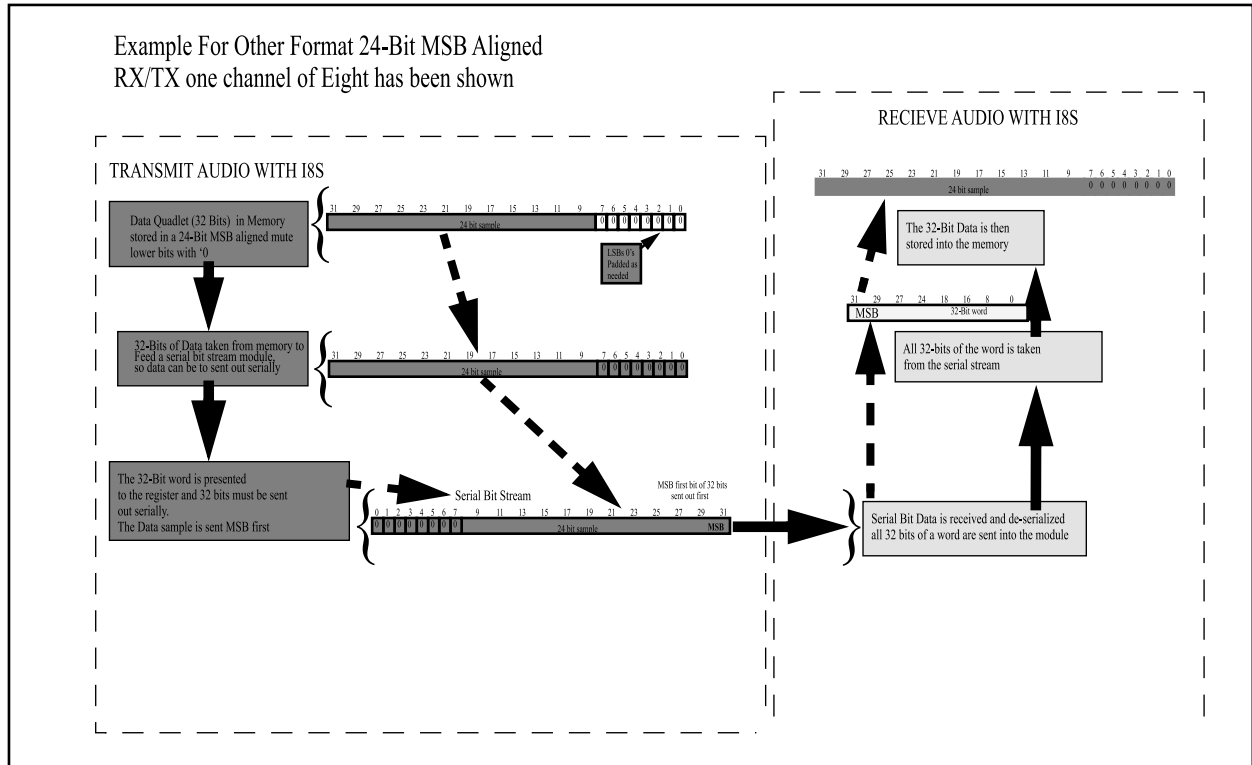 Example For Other Format 24-Bit MSB Aligned
RX/TX one channel of Eight has been shown
TRANSMIT AUDIO WITH I8S
Data Quadlet (32 Bits) in Memory
stored in a 24-Bit MSB aligned mute
lower bits with '0
31 29 27 25 23 21 19 17 15 13 11 9 7 6 5 4 3 2 1 0
24 bit sample 0 0 0 0 0 0 0 0
LSBs 0's
Padded as
needed
32-Bits of Data taken from memory to
Feed a serial bit stream module,
so data can be to sent out serially
31 29 27 25 23 21 19 17 15 13 11 9 7 6 5 4 3 2 1 0
24 bit sample 0 0 0 0 0 0 0 0
The 32-Bit word is presented
to the register and 32 bits must be sent
out serially.
The Data sample is sent MSB first
Serial Bit Stream
MSB first bit of 32 bits
sent out first
0 1 2 3 4 5 6 7 9 11 13 15 17 19 21 23 25 27 29 31
0 0 0 0 0 0 0 0 24 bit sample MSB
RECIEVE AUDIO WITH I8S
31 29 27 25 23 21 19 17 15 13 11 9 7 6 5 4 3 2 1 0
24 bit sample 0 0 0 0 0 0 0 0
The 32-Bit Data is then
stored into the memory
31 29 27 24 18 16 8 0
MSB 32-Bit word
All 32-bits of the word is taken
from the serial stream
Serial Bit Data is received and de-serialized
all 32 bits of a word are sent into the module